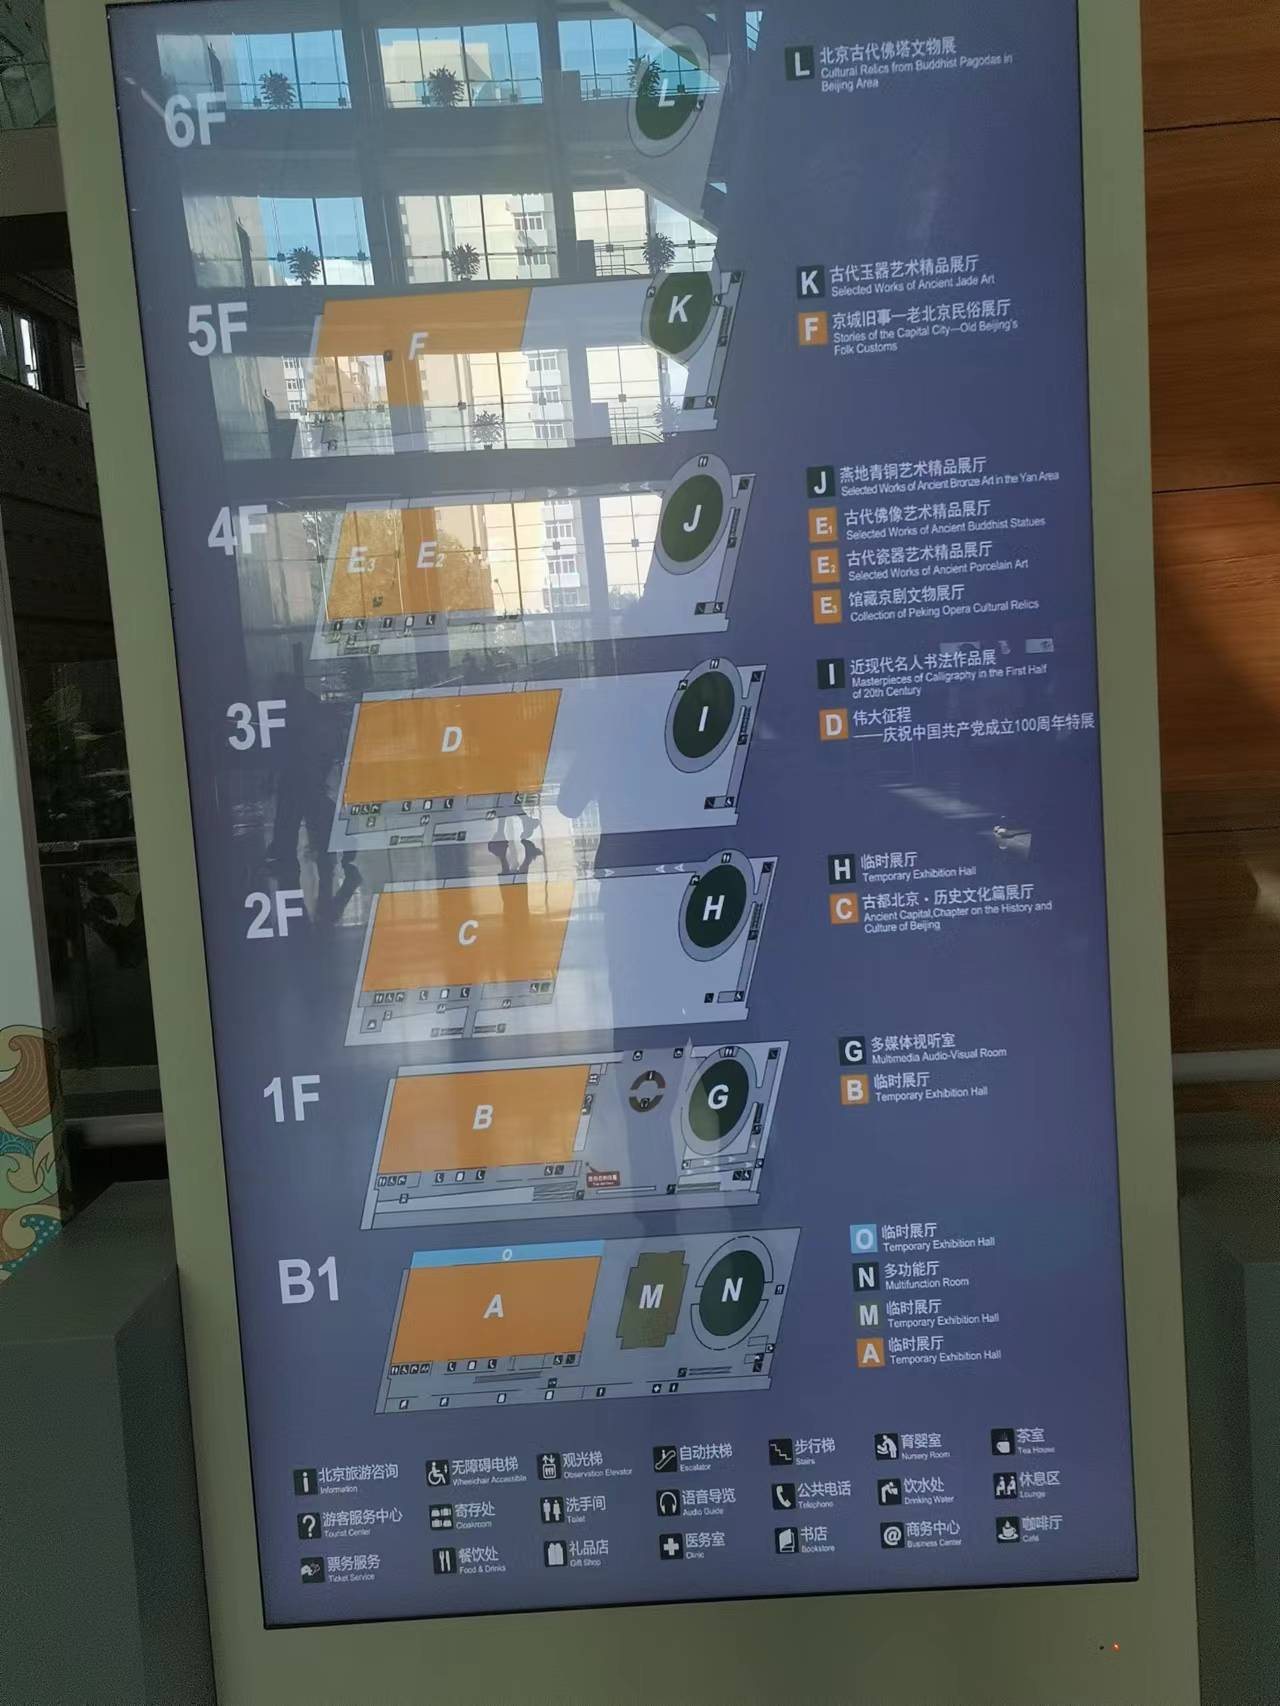 6F
L
L 北京古代佛塔文物展
Cultural Relics from Buddhist Pagodas in
Beijing Area
5F
F
K
K 古代玉器艺术精品展厅
Selected Works of Ancient Jade Art
F 京城旧事—老北京民俗展厅
Stories of the Capital City—Old Beijing's
Folk Customs
4F
E3
E2
J
J 燕地青铜艺术精品展厅
Selected Works of Ancient Bronze Art in the Yan Area
E1 古代佛像艺术精品展厅
Selected Works of Ancient Buddhist Statues
E2 古代瓷器艺术精品展厅
Selected Works of Ancient Porcelain Art
E3 馆藏京剧文物展厅
Collection of Peking Opera Cultural Relics
3F
D
I
I 近现代名人书法作品展
Masterpieces of Calligraphy in the First Half
of 20th Century
D 伟大征程
——庆祝中国共产党成立100周年特展
2F
C
H
H 临时展厅
Temporary Exhibition Hall
C 古都北京·历史文化篇展厅
Ancient Capital,Chapter on the History and
Culture of Beijing
1F
B
G
G 多媒体视听室
Multimedia Audio-Visual Room
B 临时展厅
Temporary Exhibition Hall
B1
O
A
M
N
O 临时展厅
Temporary Exhibition Hall
N 多功能厅
Multifunction Room
M 临时展厅
Temporary Exhibition Hall
A 临时展厅
Temporary Exhibition Hall
北京旅游咨询
Information
无障碍电梯
Wheelchair Accessible
观光梯
Observation Elevator
自动扶梯
Escalator
步行梯
Stairs
育婴室
Nursery Room
茶室
Tea House
游客服务中心
Tourist Center
寄存处
Cloakroom
洗手间
Toilet
语音导览
Audio Guide
公共电话
Telephone
饮水处
Drinking Water
休息区
Lounge
票务服务
Ticket Service
餐饮处
Food & Drinks
礼品店
Gift Shop
医务室
Clinic
书店
Bookstore
商务中心
Business Center
咖啡厅
Café